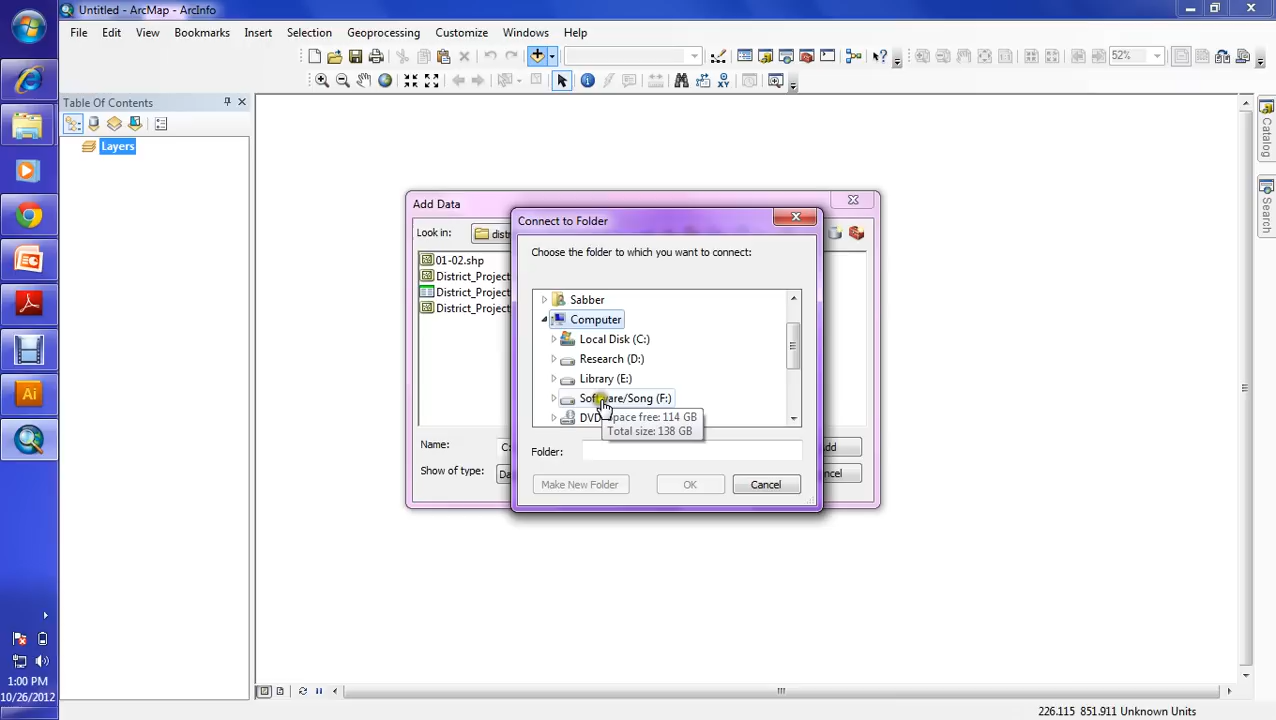 Untitled - ArcMap - ArcInfo
File Edit View Bookmarks Insert Selection Geoprocessing Customize Windows Help
52%
Table Of Contents
Layers
Catalog
Search
Add Data
Look in:
01-02.shp
District_Project
District_Project
District_Project
Name:
Show of type:
Connect to Folder
Choose the folder to which you want to connect:
Sabber
Computer
Local Disk (C:)
Research (D:)
Library (E:)
Software/Song (F:)
DVD
Space free: 114 GB
Total size: 138 GB
Folder:
Make New Folder OK Cancel
Ai
1:00 PM
10/26/2012
226.115 851.911 Unknown Units